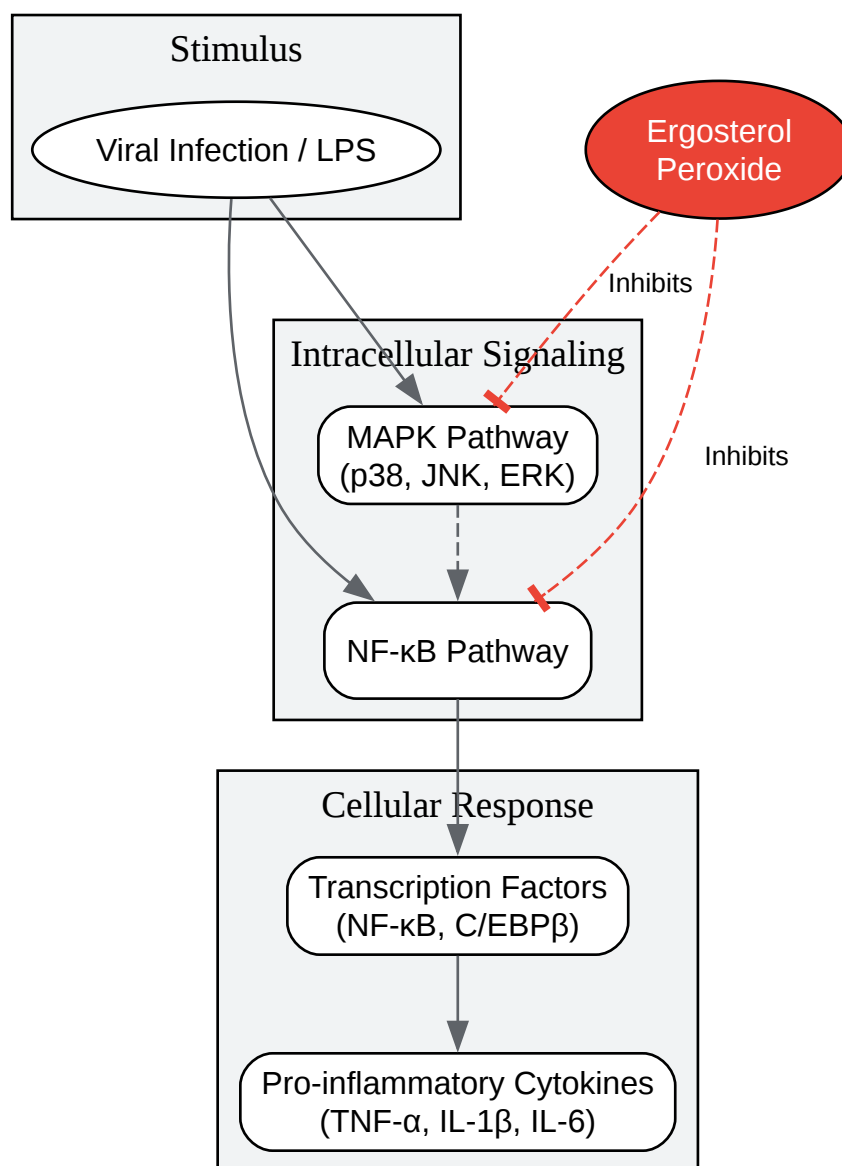 Stimulus
Viral Infection / LPS
Ergosterol
Peroxide
Inhibits
Intracellular Signaling
MAPK Pathway
(p38, JNK, ERK)
Inhibits
NF-κB Pathway
Cellular Response
Transcription Factors
(NF-κB, C/EBPβ)
Pro-inflammatory Cytokines
(TNF-α, IL-1β, IL-6)